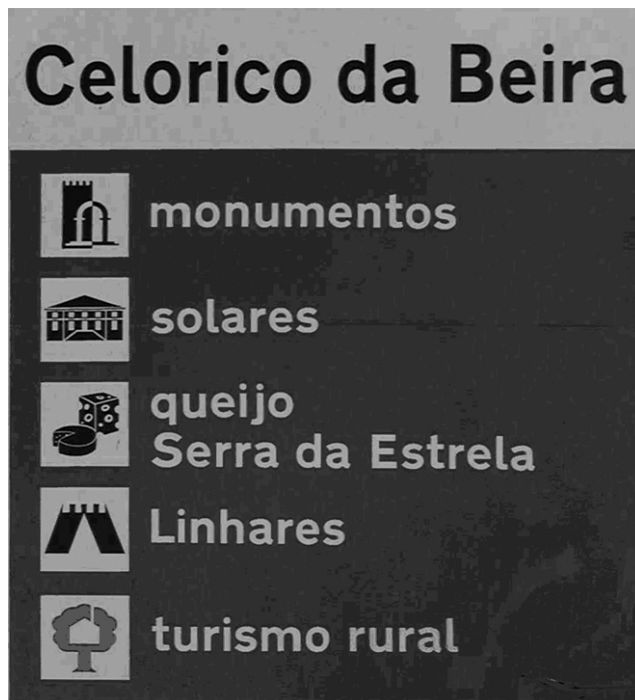 Celorico da Beira
monumentos
solares
queijo
Serra da Estrela
Linhares
turismo rural